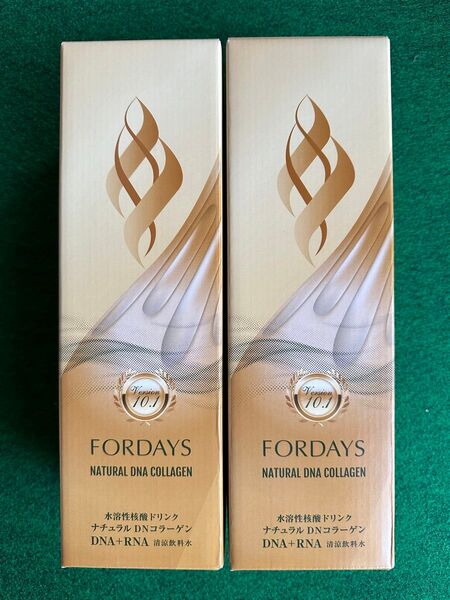 Version
10.1
FORDAYS
NATURAL DNA COLLAGEN
水溶性核酸ドリンク
ナチュラル DNコラーゲン
DNA+RNA 清涼飲料水
Version
10.1
FORDAYS
NATURAL DNA COLLAGEN
水溶性核酸ドリンク
ナチュラル DNコラーゲン
DNA+RNA 清涼飲料水